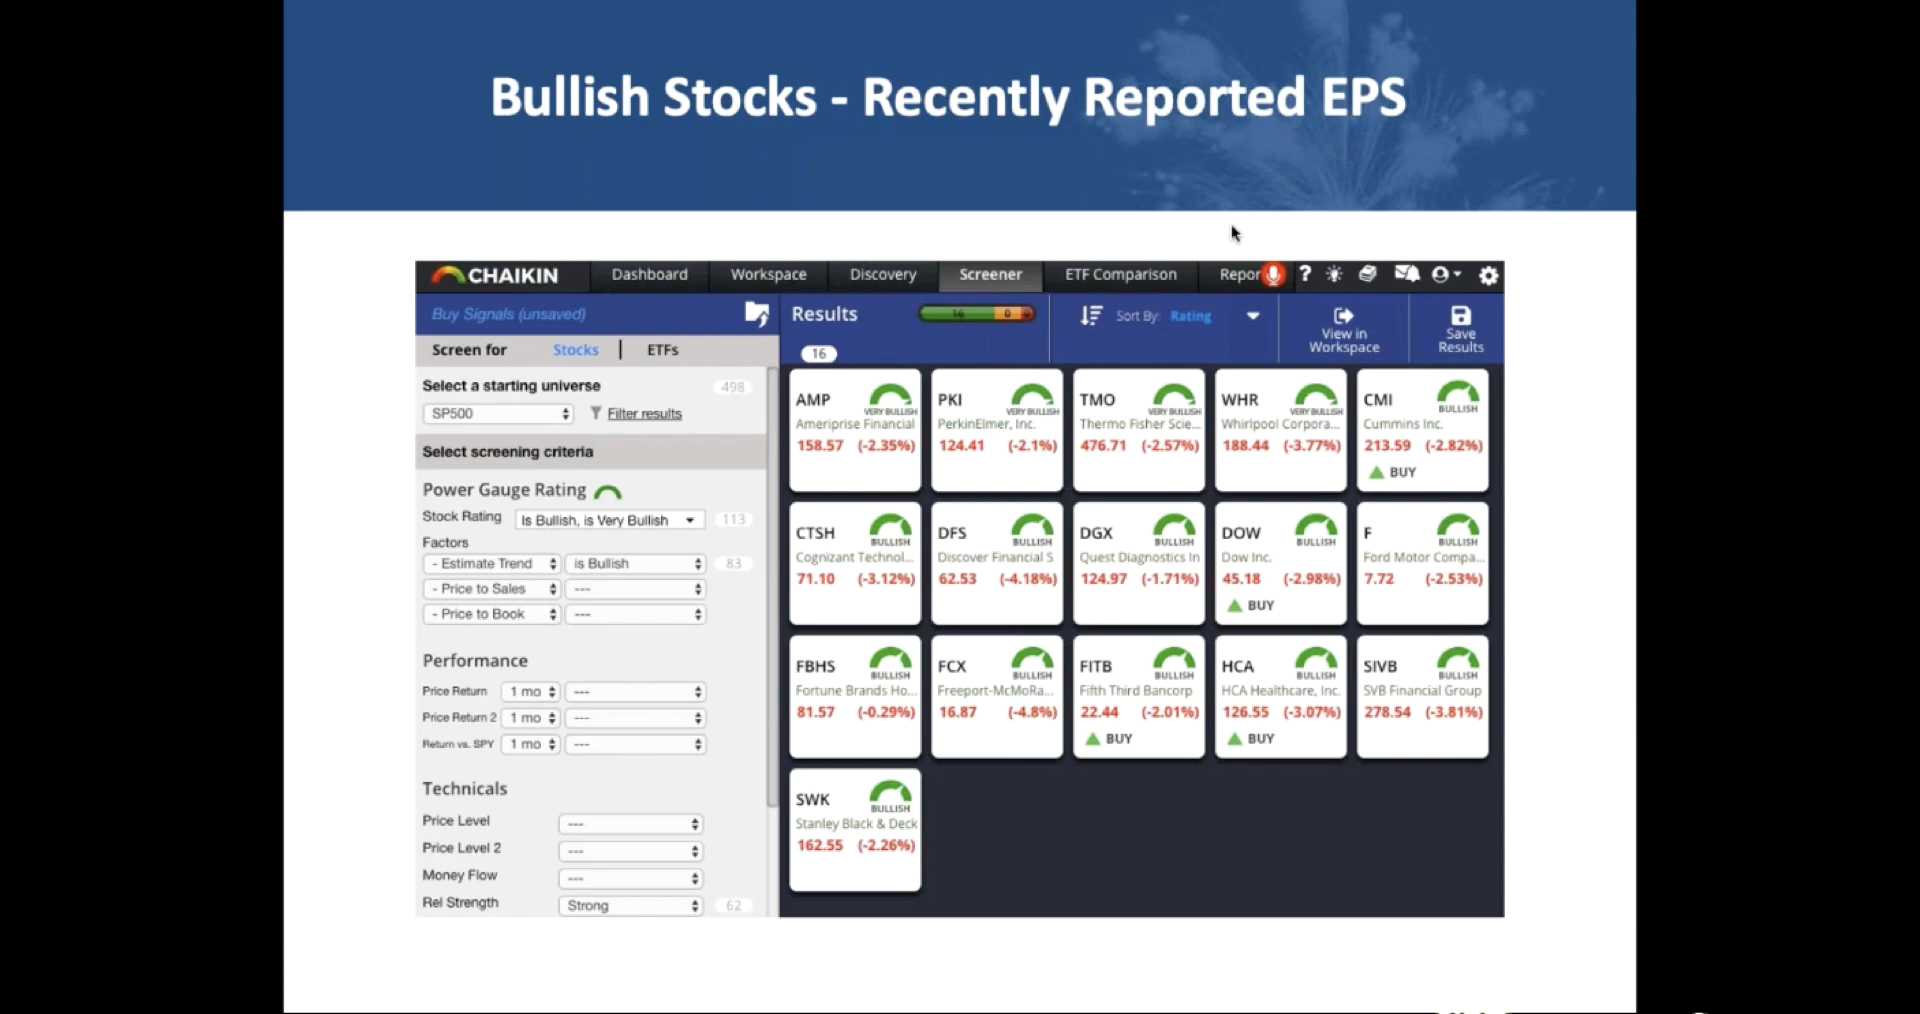 Bullish Stocks - Recently Reported EPS
CHAIKIN
Dashboard
Workspace
Discovery
Screener
ETF Comparison
Repor
?
Buy Signals (unsaved)
Results
16
0
16
Sort By: Rating
View in
Workspace
Save
Results
Screen for
Stocks | ETFs
Select a starting universe
498
SP500
Filter results
Select screening criteria
Power Gauge Rating
Stock Rating
Is Bullish, is Very Bullish
113
Factors
- Estimate Trend
is Bullish
83
- Price to Sales
---
- Price to Book
---
Performance
Price Return
1 mo
---
Price Return 2
1 mo
---
Return vs. SPY
1 mo
---
Technicals
Price Level
---
Price Level 2
---
Money Flow
---
Rel Strength
Strong
62
AMP
VERY BULLISH
Ameriprise Financial
158.57 (-2.35%)
PKI
VERY BULLISH
PerkinElmer, Inc.
124.41 (-2.1%)
TMO
VERY BULLISH
Thermo Fisher Scie...
476.71 (-2.57%)
WHR
VERY BULLISH
Whirlpool Corpora...
188.44 (-3.77%)
CMI
BULLISH
Cummins Inc.
213.59 (-2.82%)
BUY
CTSH
BULLISH
Cognizant Technol...
71.10 (-3.12%)
DFS
BULLISH
Discover Financial S
62.53 (-4.18%)
DGX
BULLISH
Quest Diagnostics In
124.97 (-1.71%)
DOW
BULLISH
Dow Inc.
45.18 (-2.98%)
BUY
F
BULLISH
Ford Motor Compa...
7.72 (-2.53%)
FBHS
BULLISH
Fortune Brands Ho...
81.57 (-0.29%)
FCX
BULLISH
Freeport-McMoRa...
16.87 (-4.8%)
FITB
BULLISH
Fifth Third Bancorp
22.44 (-2.01%)
BUY
HCA
BULLISH
HCA Healthcare, Inc.
126.55 (-3.07%)
BUY
SIVB
BULLISH
SVB Financial Group
278.54 (-3.81%)
SWK
BULLISH
Stanley Black & Deck
162.55 (-2.26%)